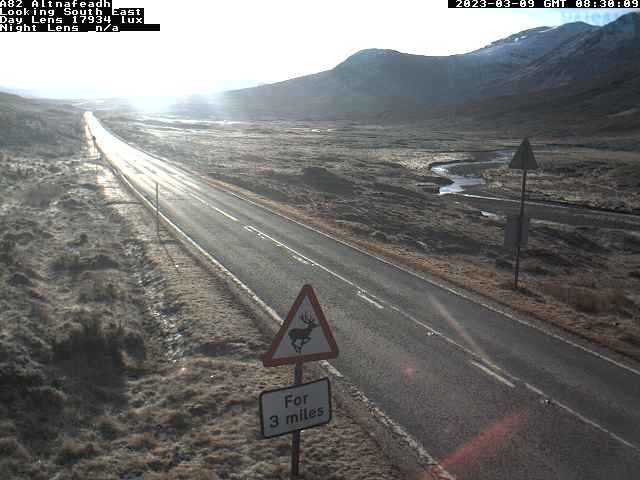 A82 Altnafeadh
Looking South East
Day Lens 17934 lux
Night Lens n/a
2023-03-09 GMT 08:30:09
For
3 miles